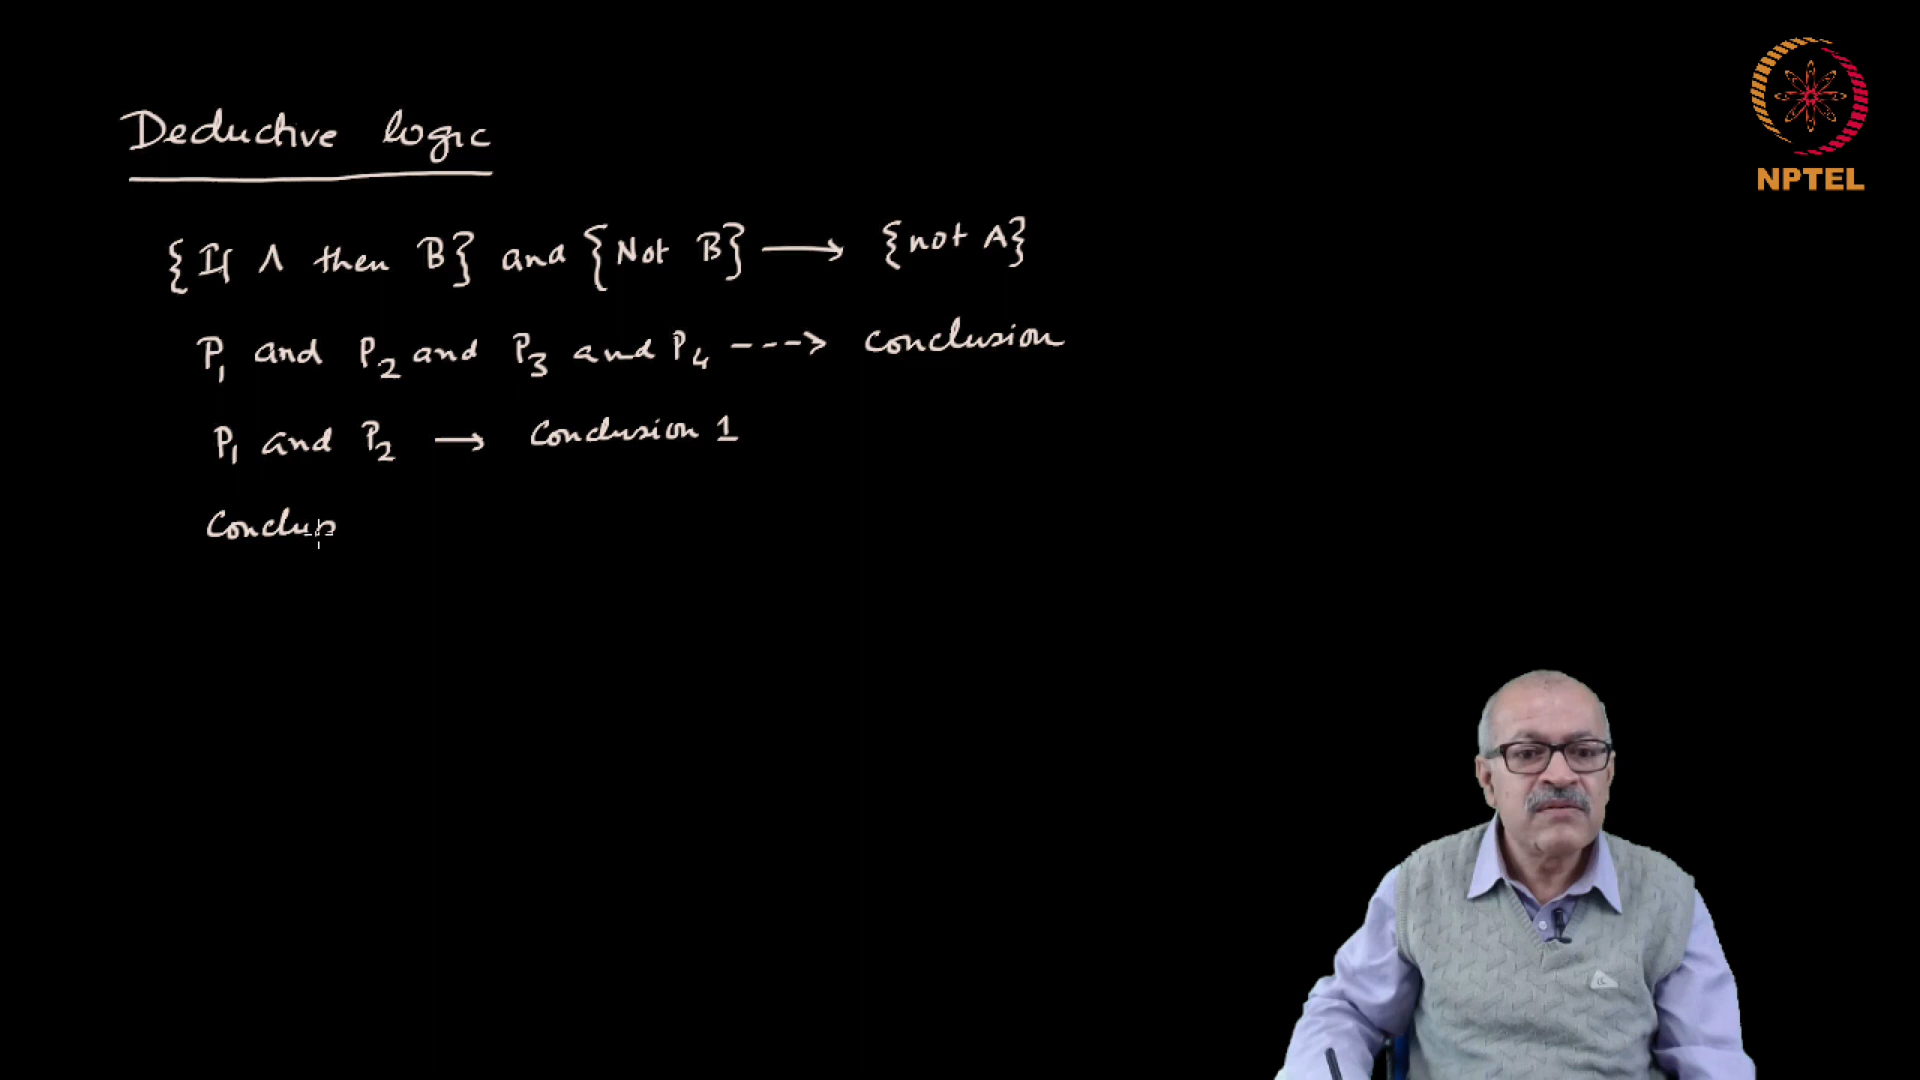 Deductive logic
{If A then B} and {Not B} ⟶ {not A}
P₁ and P₂ and P₃ and P₄ ---> Conclusion
P₁ and P₂ → Conclusion 1
Conclus
NPTEL